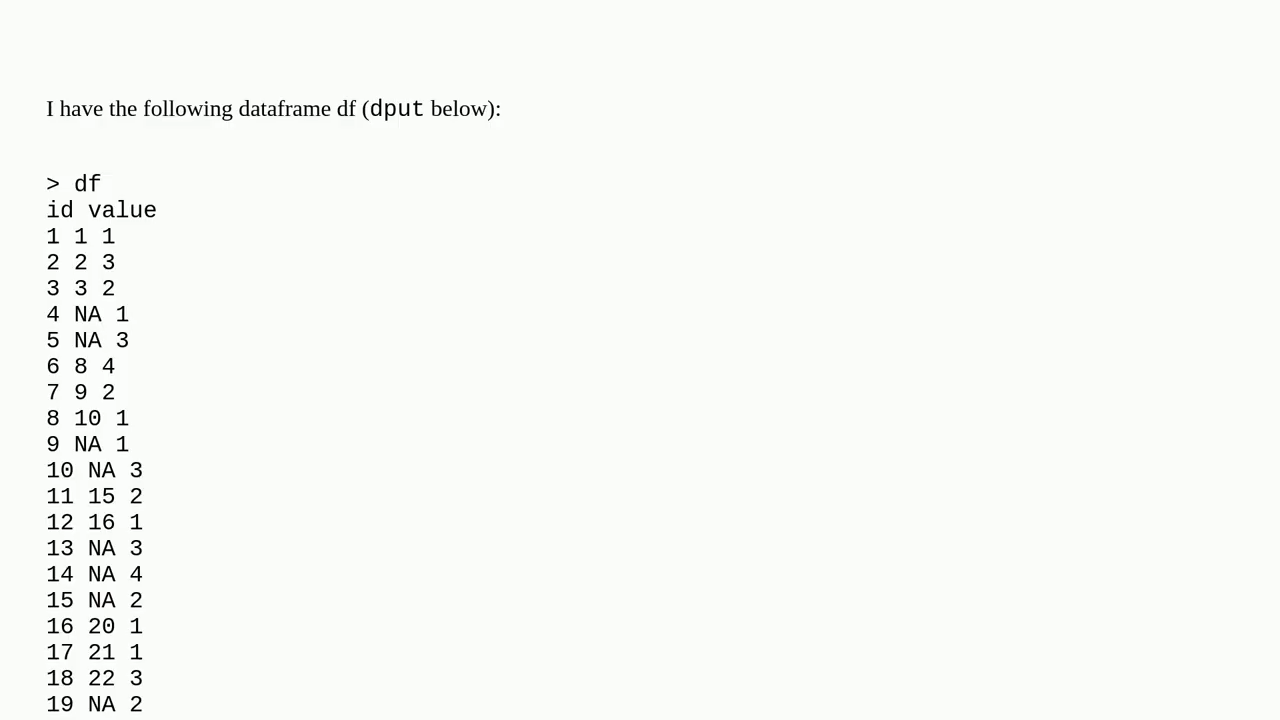 I have the following dataframe df (dput below):
> df
id value
1 1 1
2 2 3
3 3 2
4 NA 1
5 NA 3
6 8 4
7 9 2
8 10 1
9 NA 1
10 NA 3
11 15 2
12 16 1
13 NA 3
14 NA 4
15 NA 2
16 20 1
17 21 1
18 22 3
19 NA 2